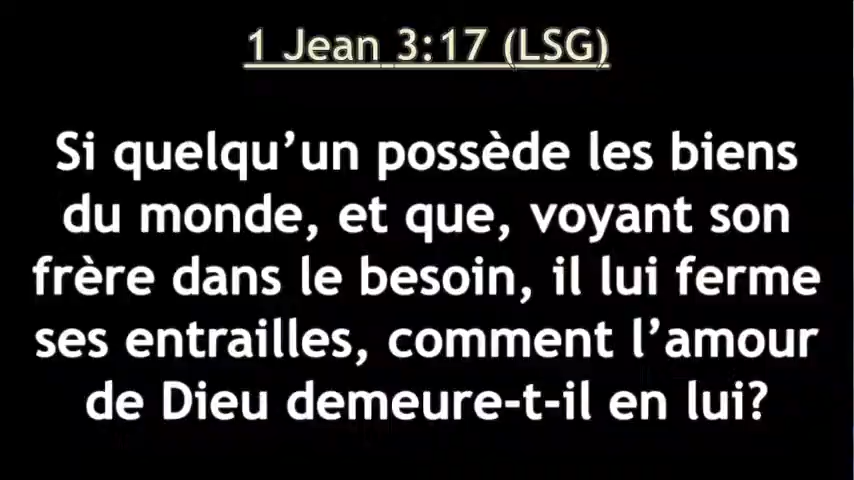 1 Jean 3:17 (LSG)
Si quelqu’un possède les biens
du monde, et que, voyant son
frère dans le besoin, il lui ferme
ses entrailles, comment l’amour
de Dieu demeure-t-il en lui?